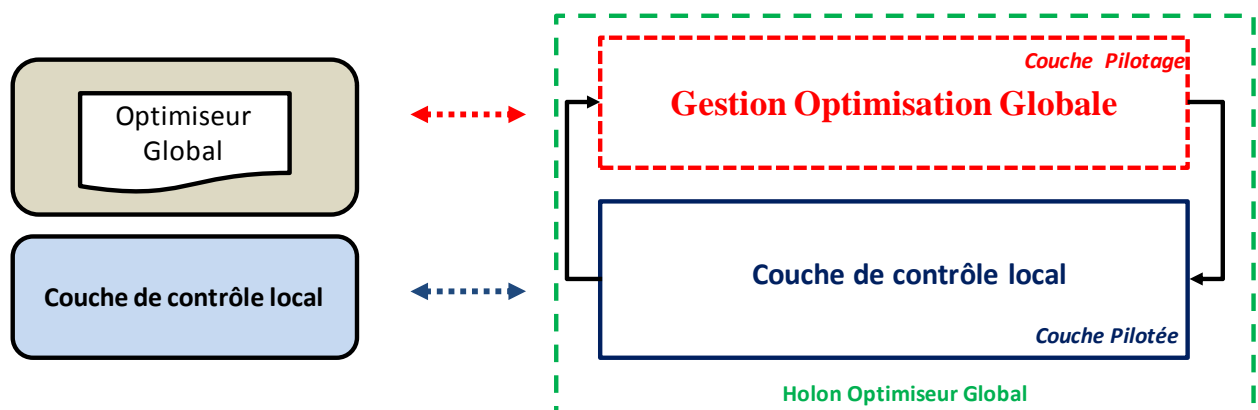 Optimiseur
Global
Couche de contrôle local
Couche Pilotage
Gestion Optimisation Globale
Couche de contrôle local
Couche Pilotée
Holon Optimiseur Global